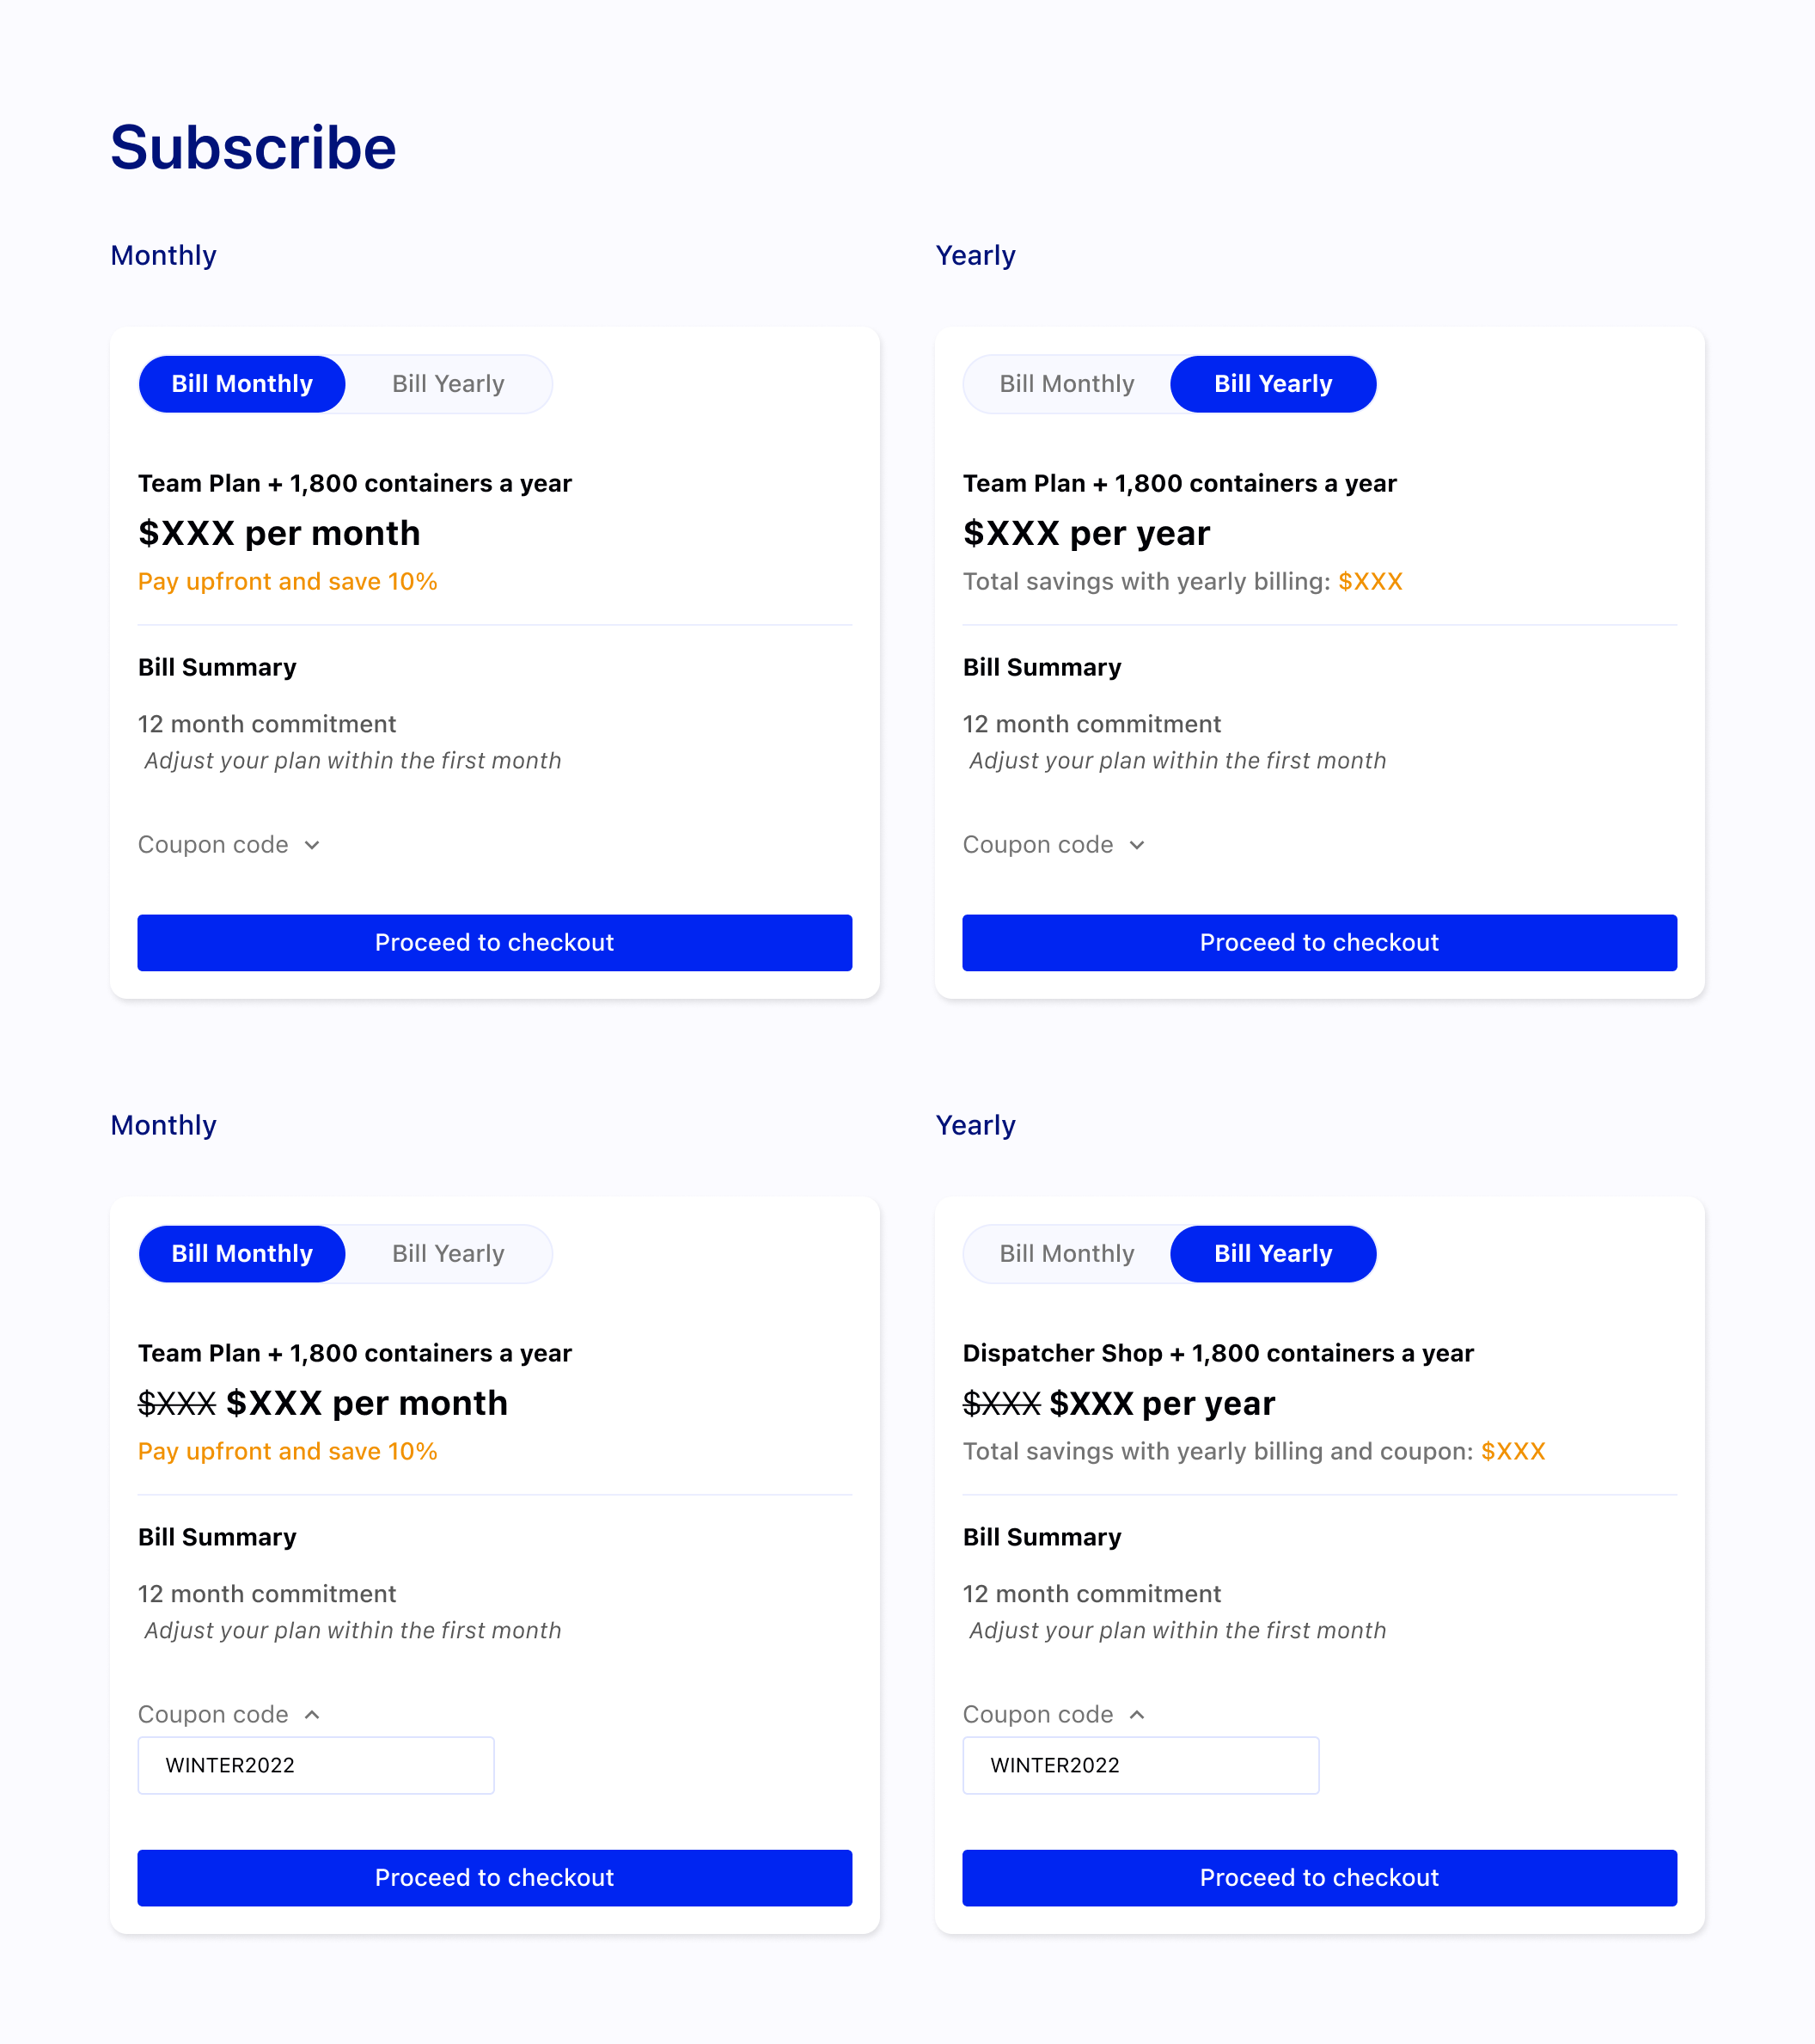 Subscribe
Monthly
Bill Monthly Bill Yearly
Team Plan + 1,800 containers a year
$XXX per month
Pay upfront and save 10%
Bill Summary
12 month commitment
Adjust your plan within the first month
Coupon code
Proceed to checkout
Yearly
Bill Monthly Bill Yearly
Team Plan + 1,800 containers a year
$XXX per year
Total savings with yearly billing: $XXX
Bill Summary
12 month commitment
Adjust your plan within the first month
Coupon code
Proceed to checkout
Monthly
Bill Monthly Bill Yearly
Team Plan + 1,800 containers a year
$XXX $XXX per month
Pay upfront and save 10%
Bill Summary
12 month commitment
Adjust your plan within the first month
Coupon code
WINTER2022
Proceed to checkout
Yearly
Bill Monthly Bill Yearly
Dispatcher Shop + 1,800 containers a year
$XXX $XXX per year
Total savings with yearly billing and coupon: $XXX
Bill Summary
12 month commitment
Adjust your plan within the first month
Coupon code
WINTER2022
Proceed to checkout